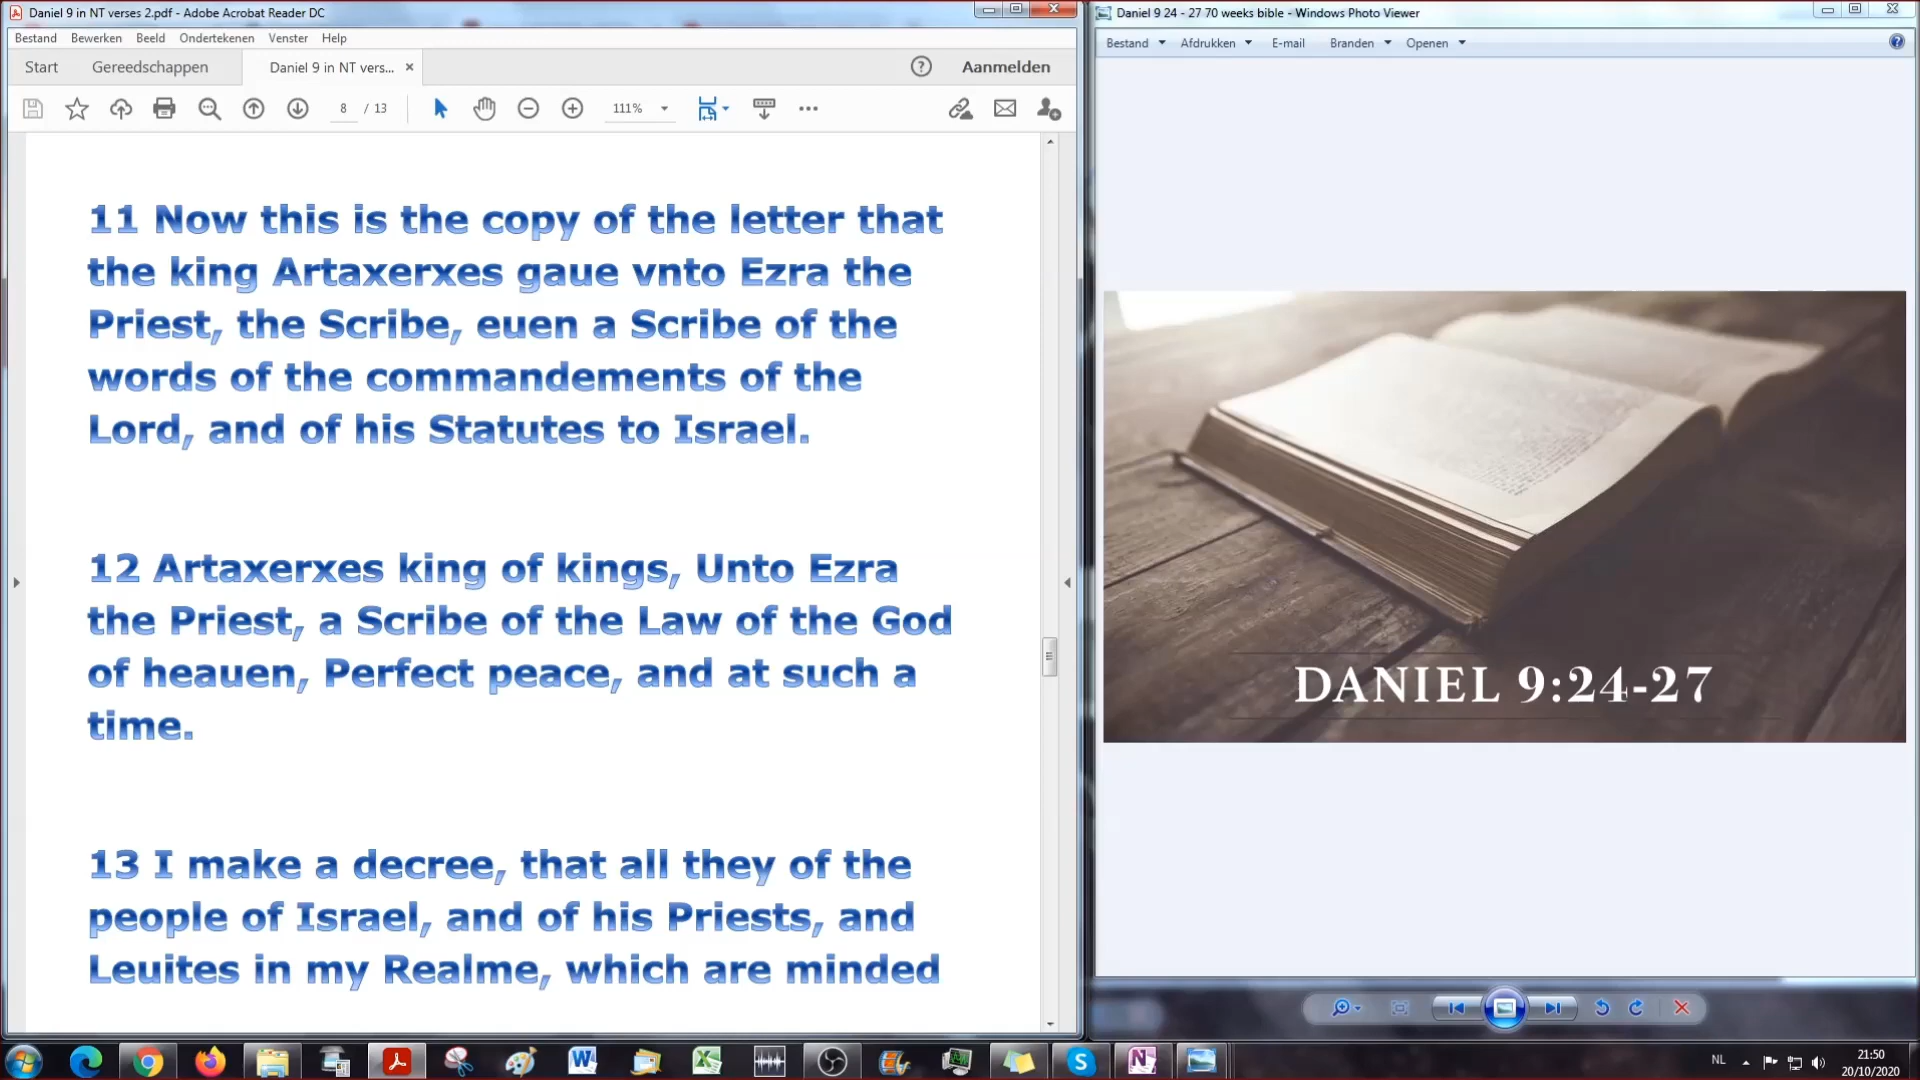 Daniel 9 in NT verses 2.pdf - Adobe Acrobat Reader DC
Bestand Bewerken Beeld Ondertekenen Venster Help
Start Gereedschappen Daniel 9 in NT vers... × Aanmelden
8 / 13 111%
11 Now this is the copy of the letter that
the king Artaxerxes gaue vnto Ezra the
Priest, the Scribe, euen a Scribe of the
words of the commandements of the
Lord, and of his Statutes to Israel.
12 Artaxerxes king of kings, Unto Ezra
the Priest, a Scribe of the Law of the God
of heauen, Perfect peace, and at such a
time.
13 I make a decree, that all they of the
people of Israel, and of his Priests, and
Leuites in my Realme, which are minded
Daniel 9 24 - 27 70 weeks bible - Windows Photo Viewer
Bestand Afdrukken E-mail Branden Openen
DANIEL 9:24-27
NL
21:50
20/10/2020